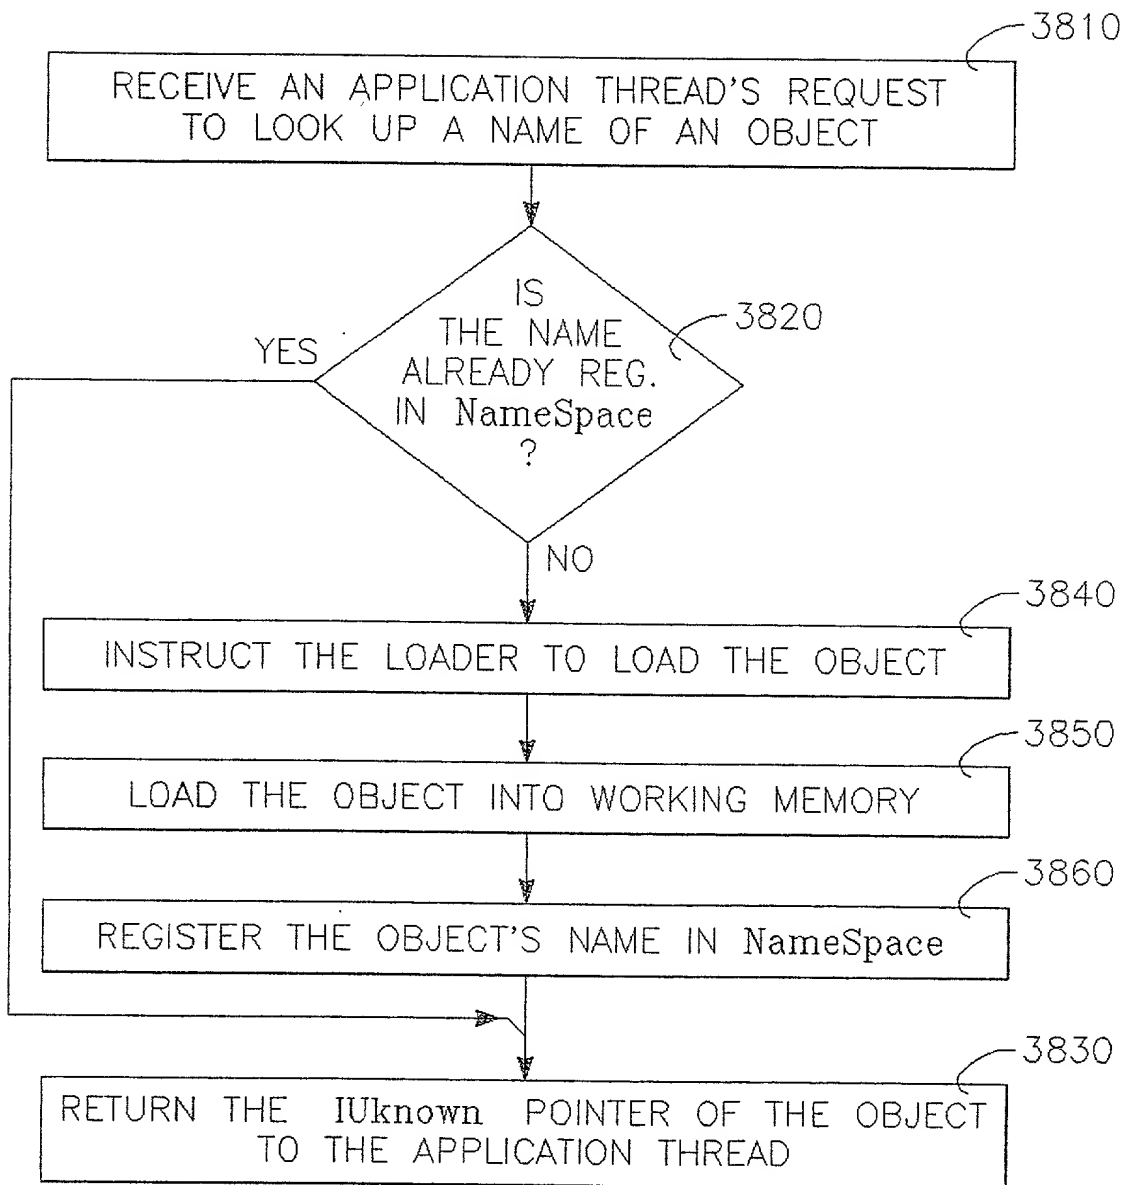 3810
RECEIVE AN APPLICATION THREAD'S REQUEST
TO LOOK UP A NAME OF AN OBJECT
IS
THE NAME
ALREADY REG.
IN NameSpace
?
3820
YES
NO
3840
INSTRUCT THE LOADER TO LOAD THE OBJECT
3850
LOAD THE OBJECT INTO WORKING MEMORY
3860
REGISTER THE OBJECT'S NAME IN NameSpace
3830
RETURN THE IUknown POINTER OF THE OBJECT
TO THE APPLICATION THREAD